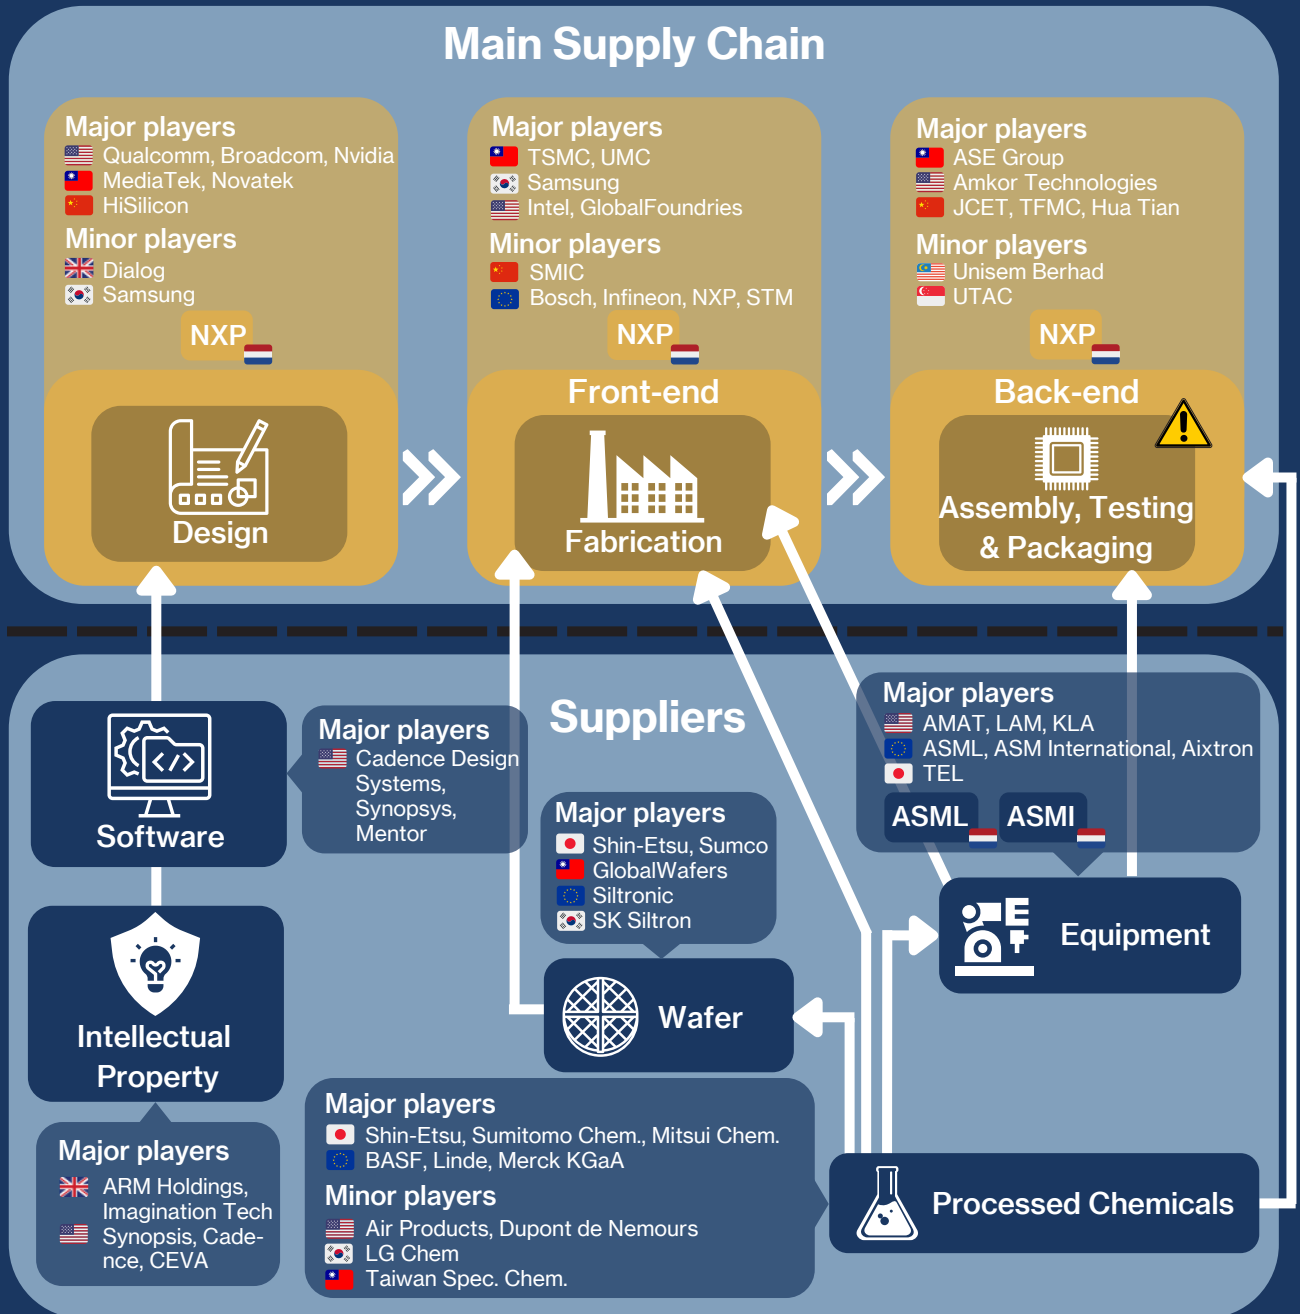 Main Supply Chain
Major players
Qualcomm, Broadcom, Nvidia
MediaTek, Novatek
HiSilicon
Minor players
Dialog
Samsung
NXP
Design
Major players
TSMC, UMC
Samsung
Intel, GlobalFoundries
Minor players
SMIC
Bosch, Infineon, NXP, STM
NXP
Front-end
Fabrication
Major players
ASE Group
Amkor Technologies
JCET, TFMC, Hua Tian
Minor players
Unisem Berhad
UTAC
NXP
Back-end
Assembly, Testing
& Packaging
Suppliers
Software
Major players
Cadence Design
Systems,
Synopsys,
Mentor
Intellectual
Property
Major players
ARM Holdings,
Imagination Tech
Synopsis, Cade-
nce, CEVA
Major players
Shin-Etsu, Sumco
GlobalWafers
Siltronic
SK Siltron
Wafer
Major players
AMAT, LAM, KLA
ASML, ASM International, Aixtron
TEL
ASML
ASMI
Equipment
Major players
Shin-Etsu, Sumitomo Chem., Mitsui Chem.
BASF, Linde, Merck KGaA
Minor players
Air Products, Dupont de Nemours
LG Chem
Taiwan Spec. Chem.
Processed Chemicals